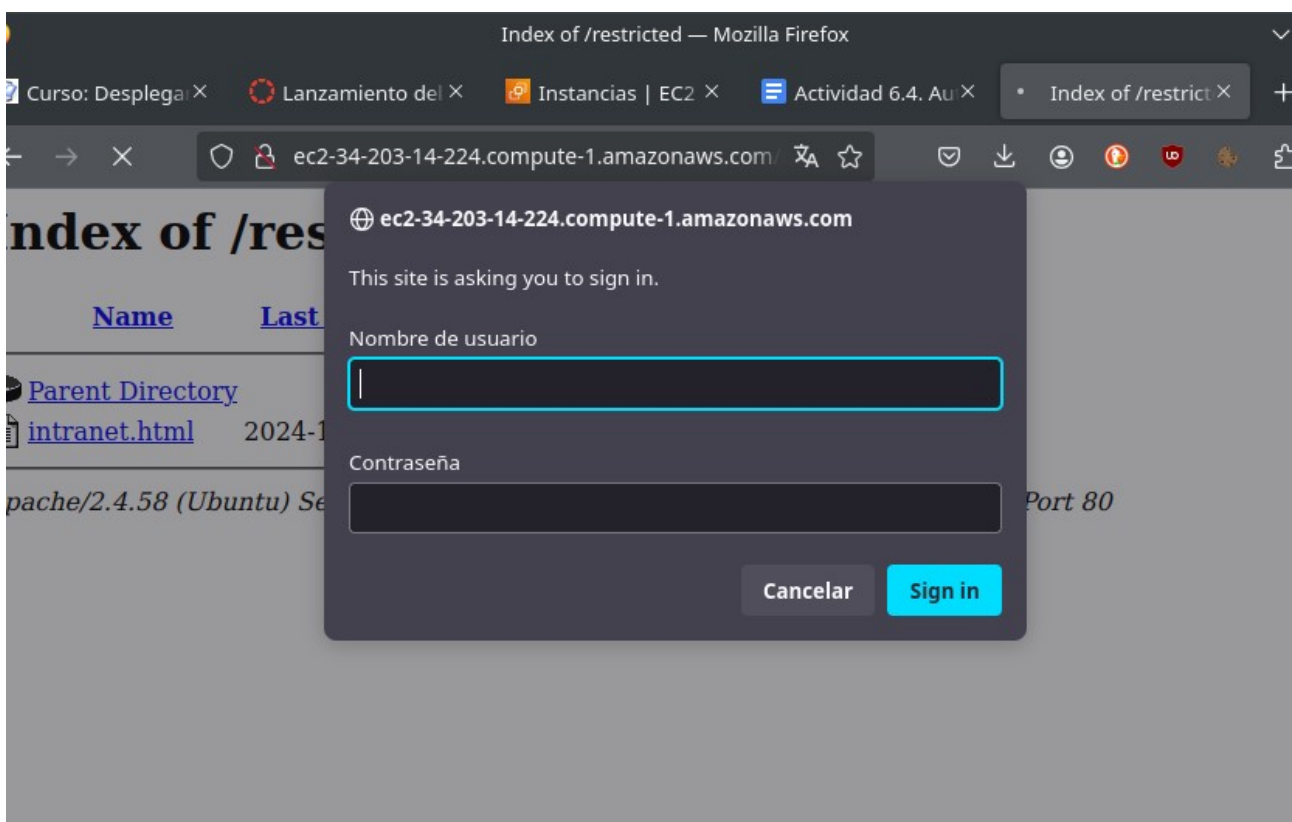 Index of /restricted — Mozilla Firefox
Curso: Desplega Lanzamiento del Instancias | EC2 Actividad 6.4. Au Index of /restrict
ec2-34-203-14-224.compute-1.amazonaws.com/
ndex of /res
ec2-34-203-14-224.compute-1.amazonaws.com
This site is asking you to sign in.
Name Last
Nombre de usuario
Parent Directory
intranet.html 2024-1
Contraseña
pache/2.4.58 (Ubuntu) Se Port 80
Cancelar Sign in